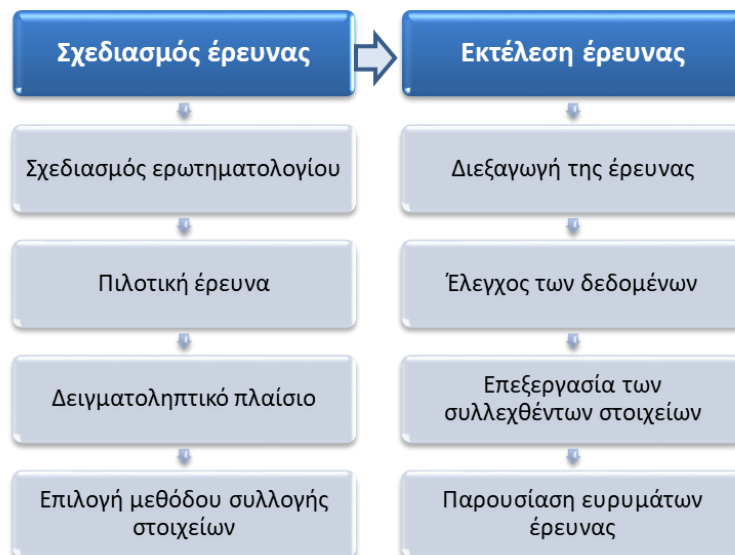 Σχεδιασμός έρευνας
Σχεδιασμός ερωτηματολογίου
Πιλοτική έρευνα
Δειγματοληπτικό πλαίσιο
Επιλογή μεθόδου συλλογής
στοιχείων
Εκτέλεση έρευνας
Διεξαγωγή της έρευνας
Έλεγχος των δεδομένων
Επεξεργασία των
συλλεχθέντων στοιχείων
Παρουσίαση ευρυμάτων
έρευνας